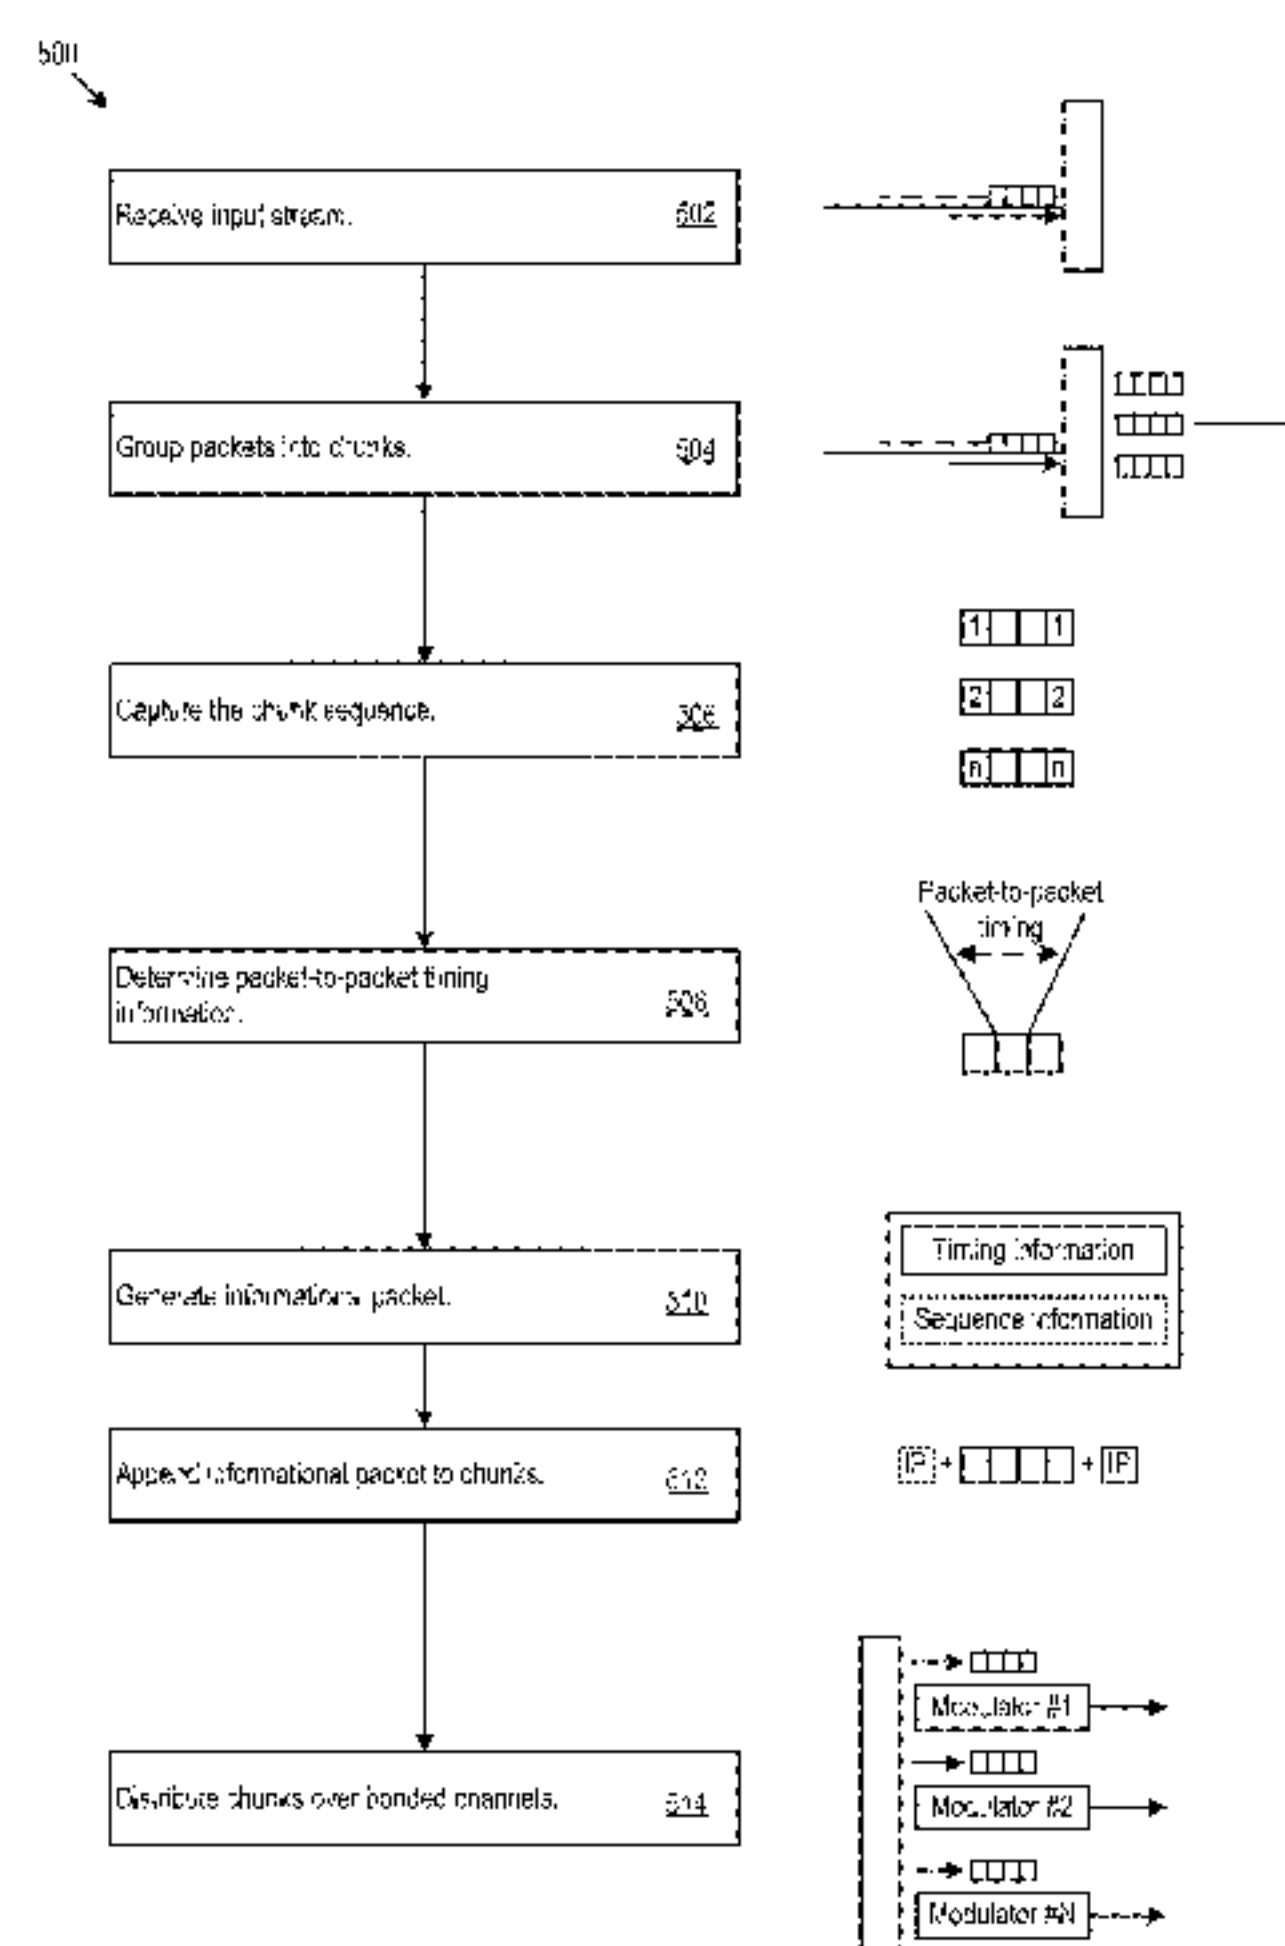 500
Receive input stream. 502
Group packets into chunks. 504
1 1
2 2
n n
Capture the chunk sequence. 506
Packet-to-packet
timing
Determine packet-to-packet timing
information. 508
Timing information
Sequence information
Generate informational packet. 510
Append informational packet to chunks. 512
IP + + IP
Modulator #1
Modulator #2
Distribute chunks over bonded channels. 514
Modulator #N